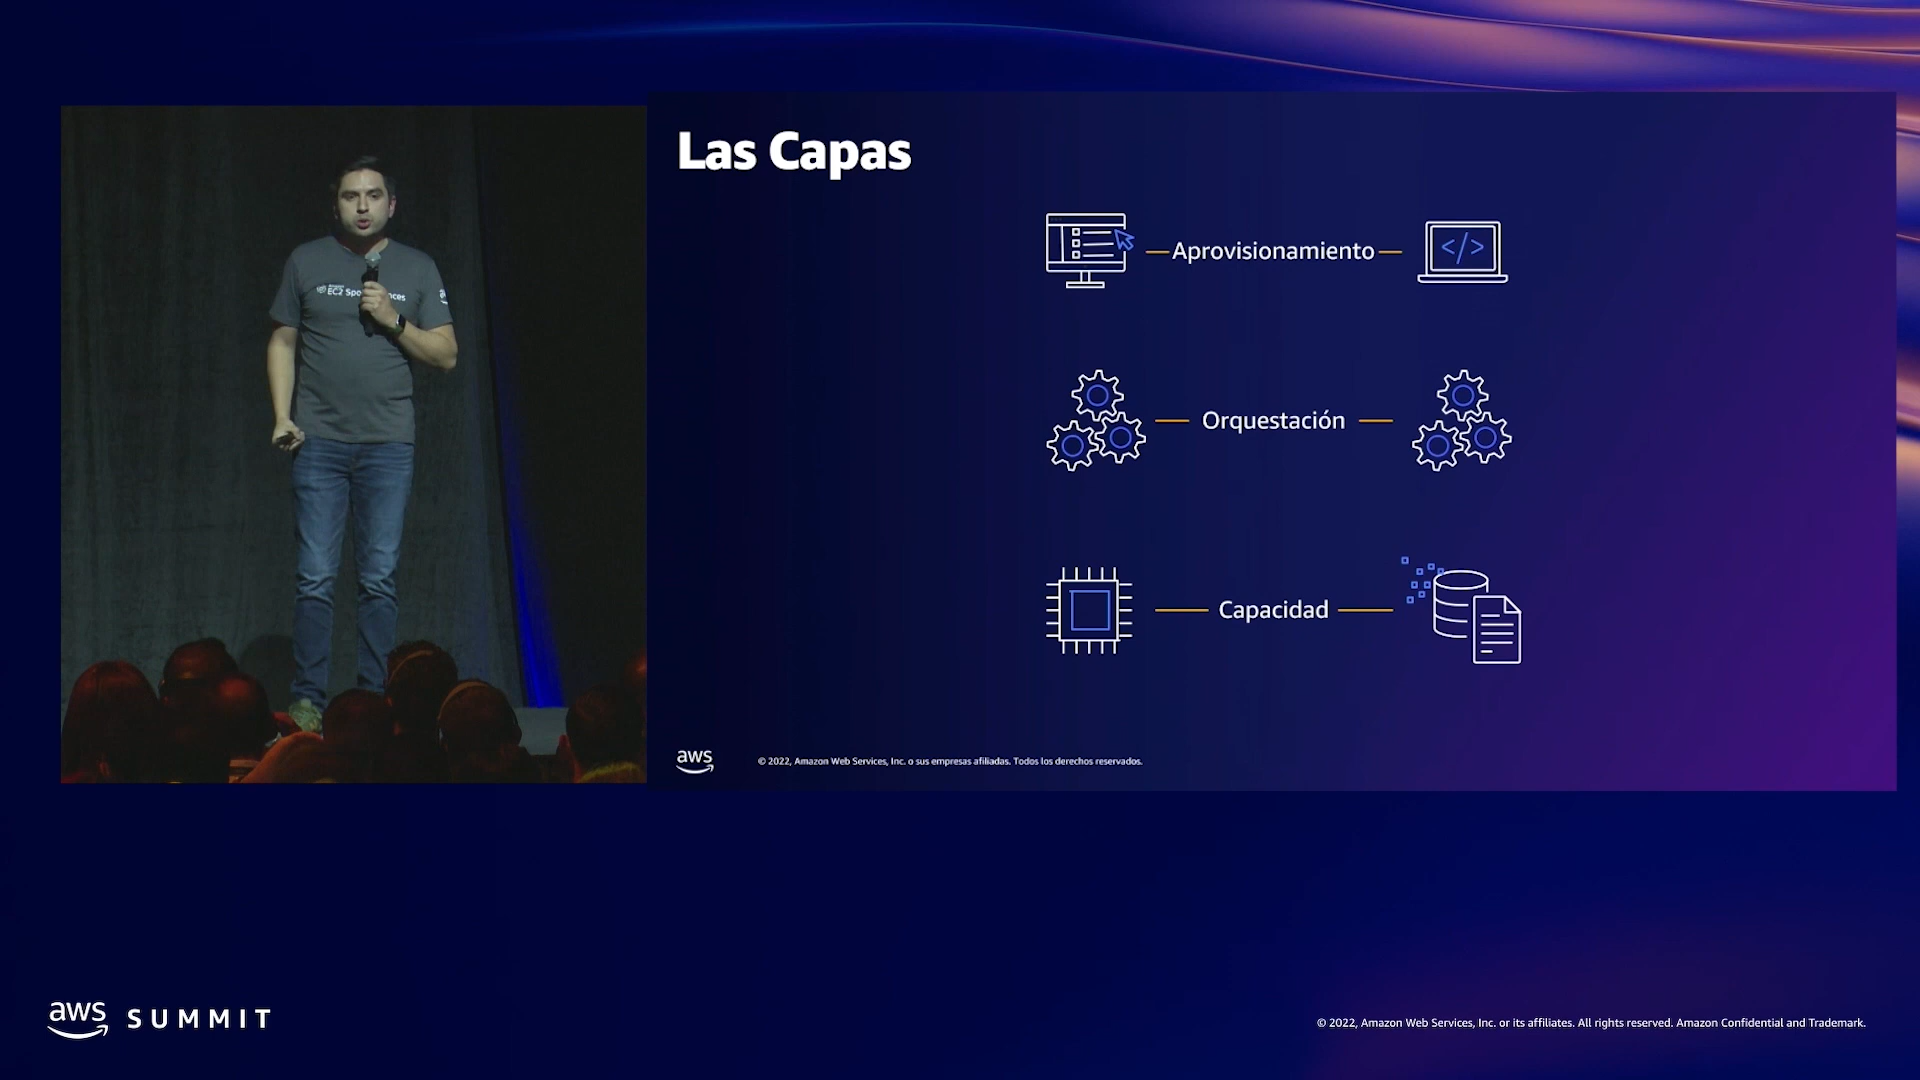 Las Capas
Aprovisionamiento
</>
Orquestación
Capacidad
EC2
aws
© 2022, Amazon Web Services, Inc. o sus empresas afiliadas. Todos los derechos reservados.
aws SUMMIT
© 2022, Amazon Web Services, Inc. or its affiliates. All rights reserved. Amazon Confidential and Trademark.